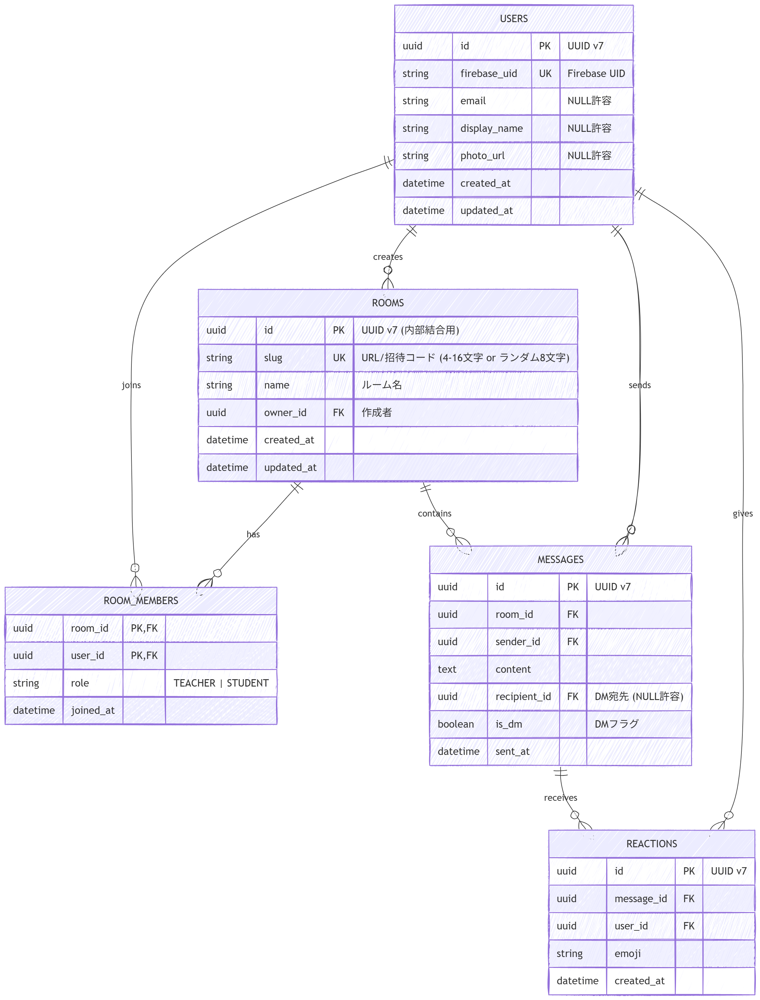 USERS
uuid id PK UUID v7
string firebase_uid UK Firebase UID
string email NULL許容
string display_name NULL許容
string photo_url NULL許容
datetime created_at
datetime updated_at
creates
ROOMS
uuid id PK UUID v7 (内部結合用)
string slug UK URL/招待コード (4-16文字 or ランダム8文字)
string name ルーム名
uuid owner_id FK 作成者
datetime created_at
datetime updated_at
joins
sends
contains
gives
has
ROOM_MEMBERS
uuid room_id PK,FK
uuid user_id PK,FK
string role TEACHER | STUDENT
datetime joined_at
MESSAGES
uuid id PK UUID v7
uuid room_id FK
uuid sender_id FK
text content
uuid recipient_id FK DM宛先 (NULL許容)
boolean is_dm DMフラグ
datetime sent_at
receives
REACTIONS
uuid id PK UUID v7
uuid message_id FK
uuid user_id FK
string emoji
datetime created_at